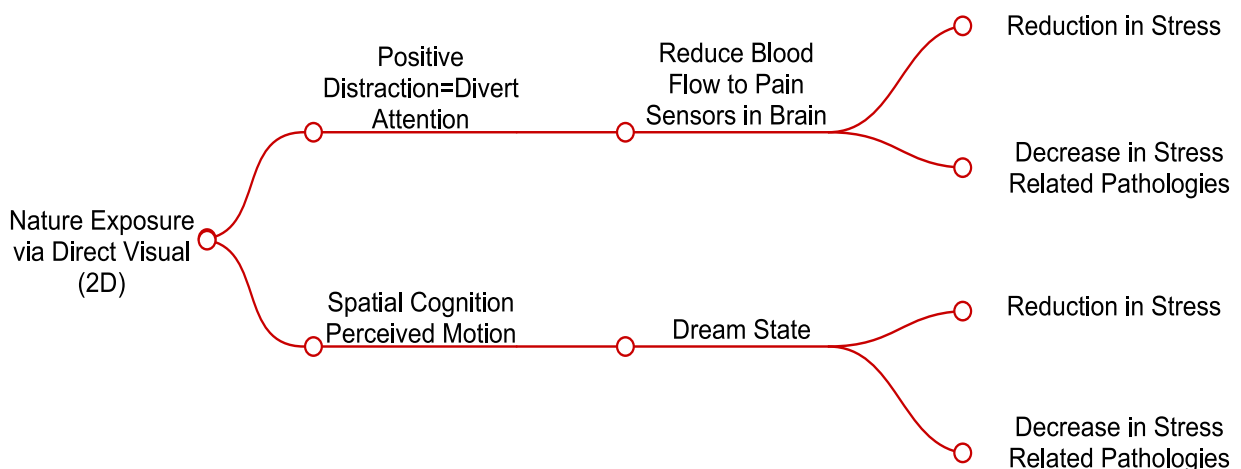 Nature Exposure
via Direct Visual
(2D)
Positive
Distraction=Divert
Attention
Reduce Blood
Flow to Pain
Sensors in Brain
Reduction in Stress
Decrease in Stress
Related Pathologies
Spatial Cognition
Perceived Motion
Dream State
Reduction in Stress
Decrease in Stress
Related Pathologies